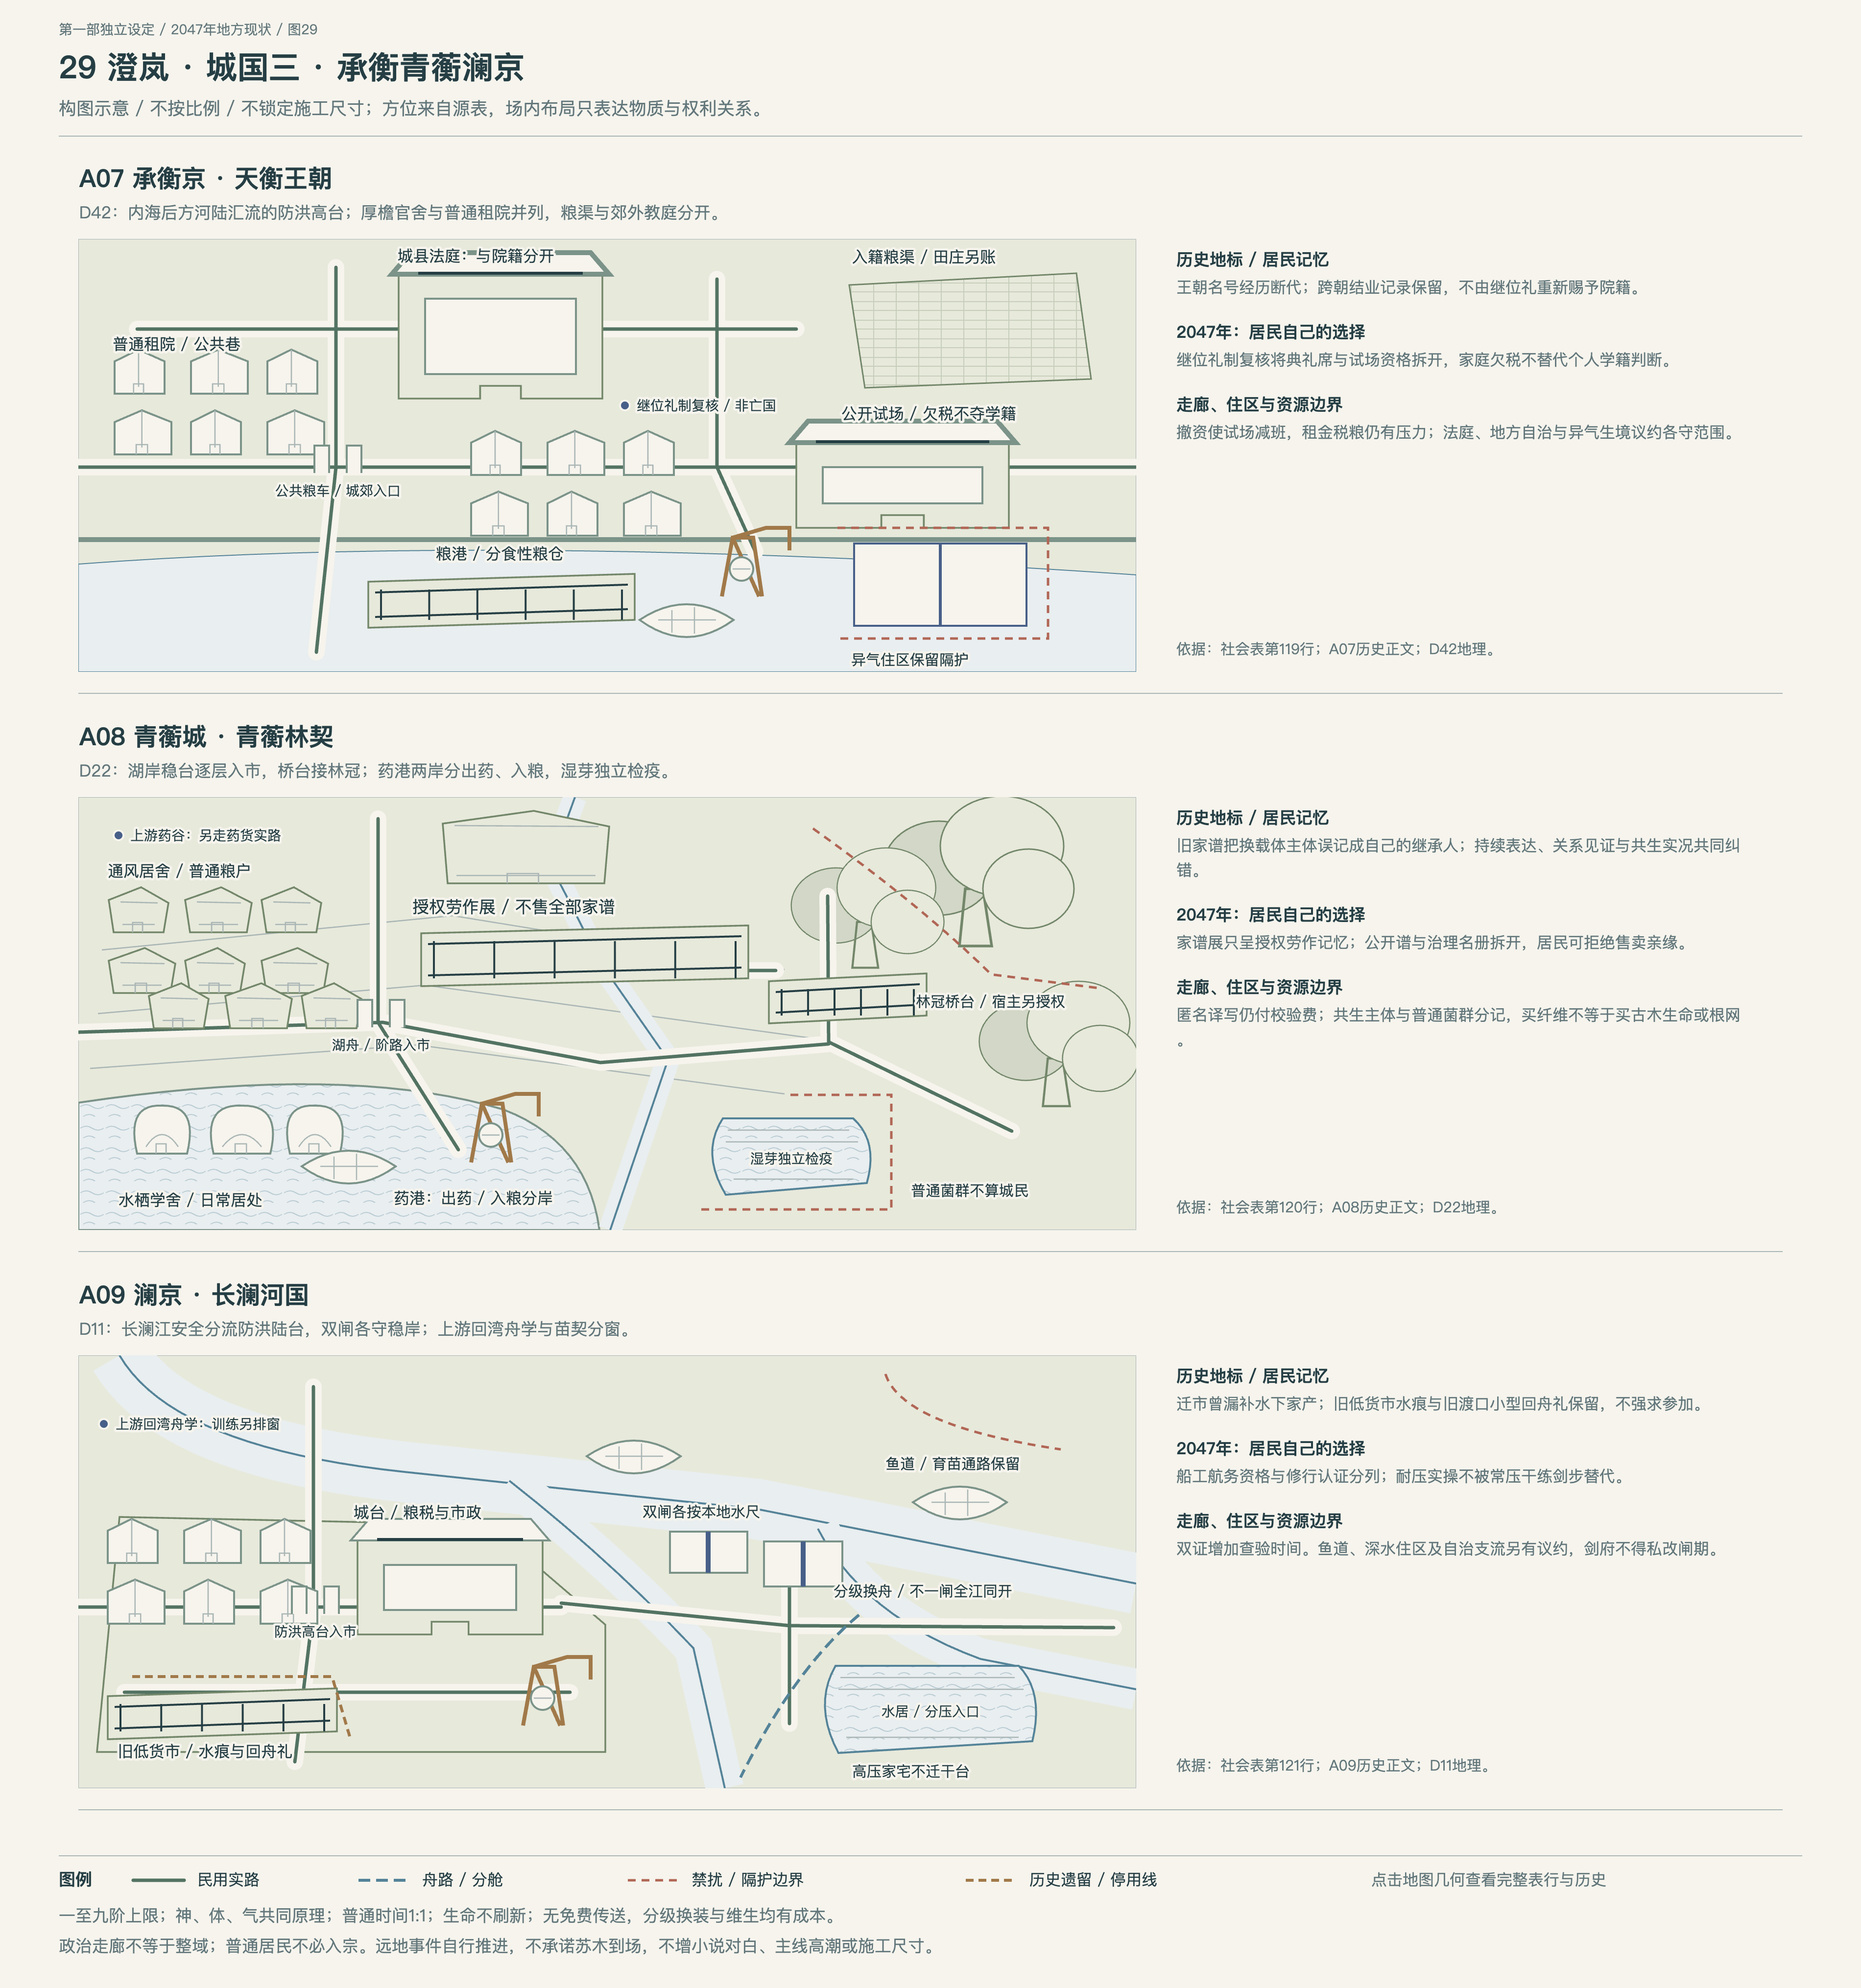 第一部独立设定 / 2047年地方现状 / 图29
29 澄岚 · 城国三 · 承衡青蘅澜京
构图示意 / 不按比例 / 不锁定施工尺寸；方位来自源表，场内布局只表达物质与权利关系。
A07 承衡京 · 天衡王朝
D42：内海后方河陆汇流的防洪高台；厚檐官舍与普通租院并列，粮渠与郊外教庭分开。
城县法庭：与院籍分开
入籍粮渠 / 田庄另账
普通租院 / 公共巷
继位礼制复核 / 非亡国
公开试场 / 欠税不夺学籍
公共粮车 / 城郊入口
粮港 / 分食性粮仓
异气住区保留隔护
历史地标 / 居民记忆
王朝名号经历断代；跨朝结业记录保留，不由继位礼重新赐予院籍。
2047年：居民自己的选择
继位礼制复核将典礼席与试场资格拆开，家庭欠税不替代个人学籍判断。
走廊、住区与资源边界
撤资使试场减班，租金税粮仍有压力；法庭、地方自治与异气生境议约各守范围。
依据：社会表第119行；A07历史正文；D42地理。
A08 青蘅城 · 青蘅林契
D22：湖岸稳台逐层入市，桥台接林冠；药港两岸分出药、入粮，湿芽独立检疫。
上游药谷：另走药货实路
通风居舍 / 普通粮户
授权劳作展 / 不售全部家谱
林冠桥台 / 宿主另授权
湖舟 / 阶路入市
湿芽独立检疫
普通菌群不算城民
水栖学舍 / 日常居处
药港：出药 / 入粮分岸
历史地标 / 居民记忆
旧家谱把换载体主体误记成自己的继承人；持续表达、关系见证与共生实况共同纠
错。
2047年：居民自己的选择
家谱展只呈授权劳作记忆；公开谱与治理名册拆开，居民可拒绝售卖亲缘。
走廊、住区与资源边界
匿名译写仍付校验费；共生主体与普通菌群分记，买纤维不等于买古木生命或根网
。
依据：社会表第120行；A08历史正文；D22地理。
A09 澜京 · 长澜河国
D11：长澜江安全分流防洪陆台，双闸各守稳岸；上游回湾舟学与苗契分窗。
上游回湾舟学：训练另排窗
鱼道 / 育苗通路保留
城台 / 粮税与市政
双闸各按本地水尺
分级换舟 / 不一闸全江同开
防洪高台入市
水居 / 分压入口
旧低货市 / 水痕与回舟礼
高压家宅不迁干台
历史地标 / 居民记忆
迁市曾漏补水下家产；旧低货市水痕与旧渡口小型回舟礼保留，不强求参加。
2047年：居民自己的选择
船工航务资格与修行认证分列；耐压实操不被常压干练剑步替代。
走廊、住区与资源边界
双证增加查验时间。鱼道、深水住区及自治支流另有议约，剑府不得私改闸期。
依据：社会表第121行；A09历史正文；D11地理。
图例
民用实路
舟路 / 分舱
禁扰 / 隔护边界
历史遗留 / 停用线
点击地图几何查看完整表行与历史
一至九阶上限；神、体、气共同原理；普通时间1:1；生命不刷新；无免费传送，分级换装与维生均有成本。
政治走廊不等于整域；普通居民不必入宗。远地事件自行推进，不承诺苏木到场，不增小说对白、主线高潮或施工尺寸。